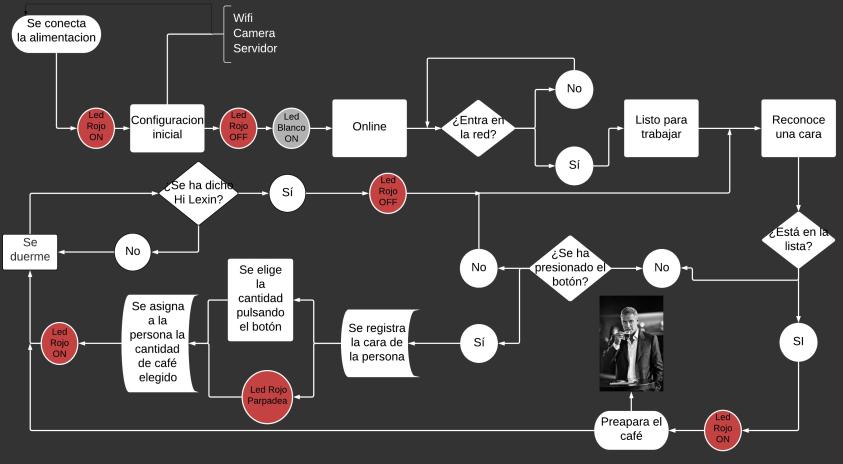 Se conecta
la alimentacion
Wifi
Camera
Servidor
Led
Rojo
ON
Configuracion
inicial
Led
Rojo
OFF
Led
Blanco
ON
Online
¿Entra en
la red?
No
Sí
Listo para
trabajar
Reconoce
una cara
¿Se ha dicho
Hi Lexin?
Sí
Led
Rojo
OFF
Se
duerme
No
No
¿Se ha
presionado el
botón?
No
¿Está en la
lista?
Se elige
la
cantidad
pulsando
el botón
Se asigna
a la
persona la
cantidad
de café
elegido
Led
Rojo
ON
Se registra
la cara de
la persona
Sí
SI
Led Rojo
Parpadea
Preapara el
café
Led
Rojo
ON